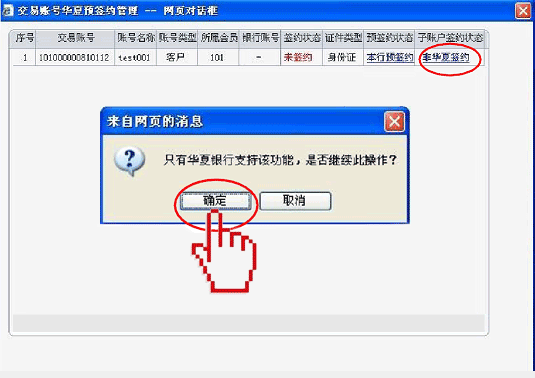 交易账号华夏预签约管理 -- 网页对话框
序号 交易账号 账号名称 账号类型 所属会员 银行账号 签约状态 证件类型 预签约状态 子账户签约状态
1 101000000810112 test001 客户 101 - 未签约 身份证 本行预签约 非华夏签约
来自网页的消息
只有华夏银行支持该功能，是否继续此操作？
确定 取消